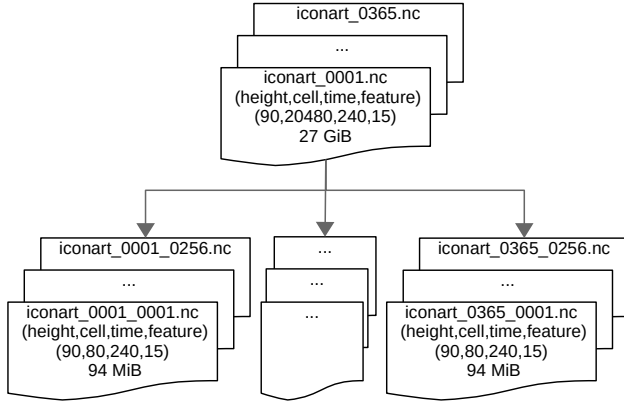 iconart_0365.nc
...
iconart_0001.nc
(height,cell,time,feature)
(90,20480,240,15)
27 GiB
iconart_0001_0256.nc
...
iconart_0001_0001.nc
(height,cell,time,feature)
(90,80,240,15)
94 MiB
...
...
...
iconart_0365_0256.nc
...
iconart_0365_0001.nc
(height,cell,time,feature)
(90,80,240,15)
94 MiB